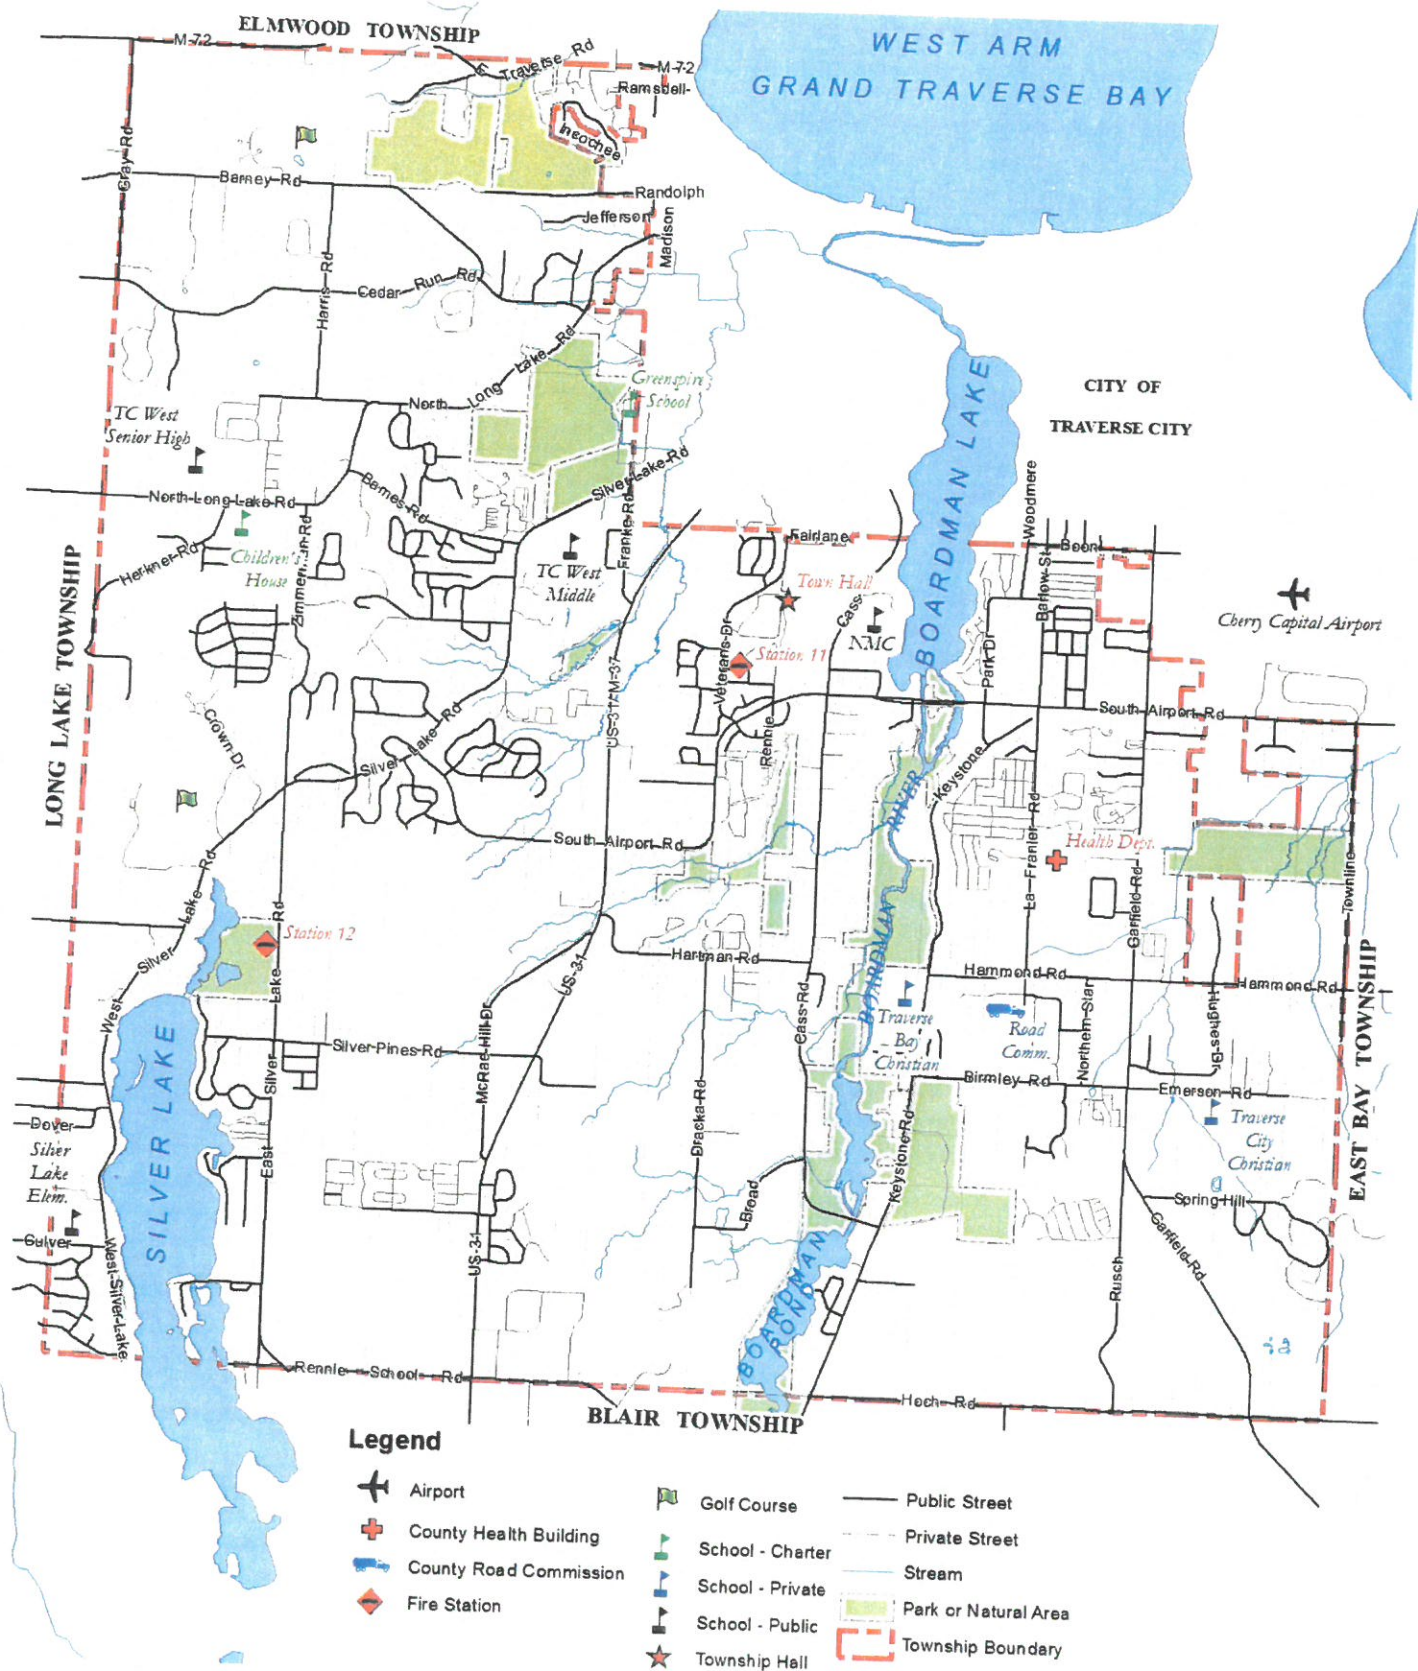 ELMWOOD TOWNSHIP
M-72
E Traverse Rd
M-72
Ramsdell
WEST ARM
GRAND TRAVERSE BAY
Gray Rd
Incochee
Barney Rd
Randolph
Jefferson
Madison
Harris Rd
Cedar Run Rd
North Long Lake Rd
Greenspire
School
BOARDMAN LAKE
CITY OF
TRAVERSE CITY
TC West
Senior High
Silver Lake Rd
North Long Lake Rd
Barnes Rd
Franke Rd
Woodmere
Fairlane
Boon
Herkner Rd
Children's
House
Zimmerman Rd
TC West
Middle
Town Hall
Cass
NMC
Barlow St
Cherry Capital Airport
LONG LAKE TOWNSHIP
Veterans Dr
Station 11
Park Dr
US-31/M-37
South Airport Rd
Crown Dr
Silver Lake Rd
Rennie
Keystone
BOARDMAN RIVER
La Franier Rd
South Airport Rd
Health Dept.
Garfield Rd
Townline
Silver Lake Rd
Station 12
Hartman Rd
Hammond Rd
Hammond Rd
US-31
Cass Rd
West
Silver Lake Rd
McRae Hill Dr
Traverse
Bay
Christian
Road
Comm.
Northern Star
Hughes Dr
EAST BAY TOWNSHIP
Silver Pines Rd
Birmley Rd
Emerson Rd
SILVER LAKE
Dover
Silver
Lake
Elem.
East
Dracka Rd
Keystone Rd
Traverse
City
Christian
Broad
Spring Hill
Culver
West Silver Lake
US-31
Garfield Rd
Rusch
BOARDMAN
POND
Rennie School Rd
Hoch Rd
BLAIR TOWNSHIP
Legend
Airport
County Health Building
County Road Commission
Fire Station
Golf Course
School - Charter
School - Private
School - Public
Township Hall
Public Street
Private Street
Stream
Park or Natural Area
Township Boundary